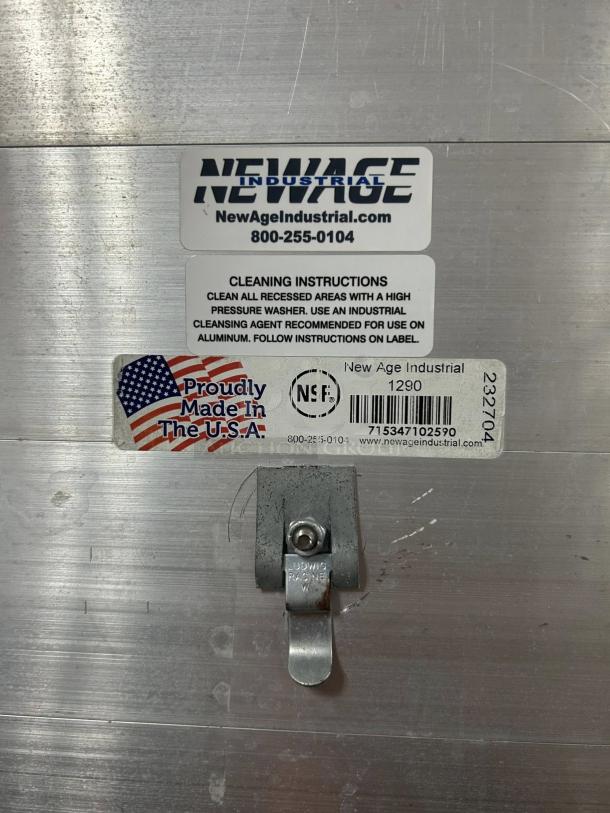 NEWAGE
INDUSTRIAL
NewAgeIndustrial.com
800-255-0104
CLEANING INSTRUCTIONS
CLEAN ALL RECESSED AREAS WITH A HIGH
PRESSURE WASHER. USE AN INDUSTRIAL
CLEANSING AGENT RECOMMENDED FOR USE ON
ALUMINUM. FOLLOW INSTRUCTIONS ON LABEL.
Proudly
Made In
The U.S.A.
NSF®
New Age Industrial
1290
715347102590
800-255-0104 www.newageindustrial.com
232704
LUDWIG
RACINE
W